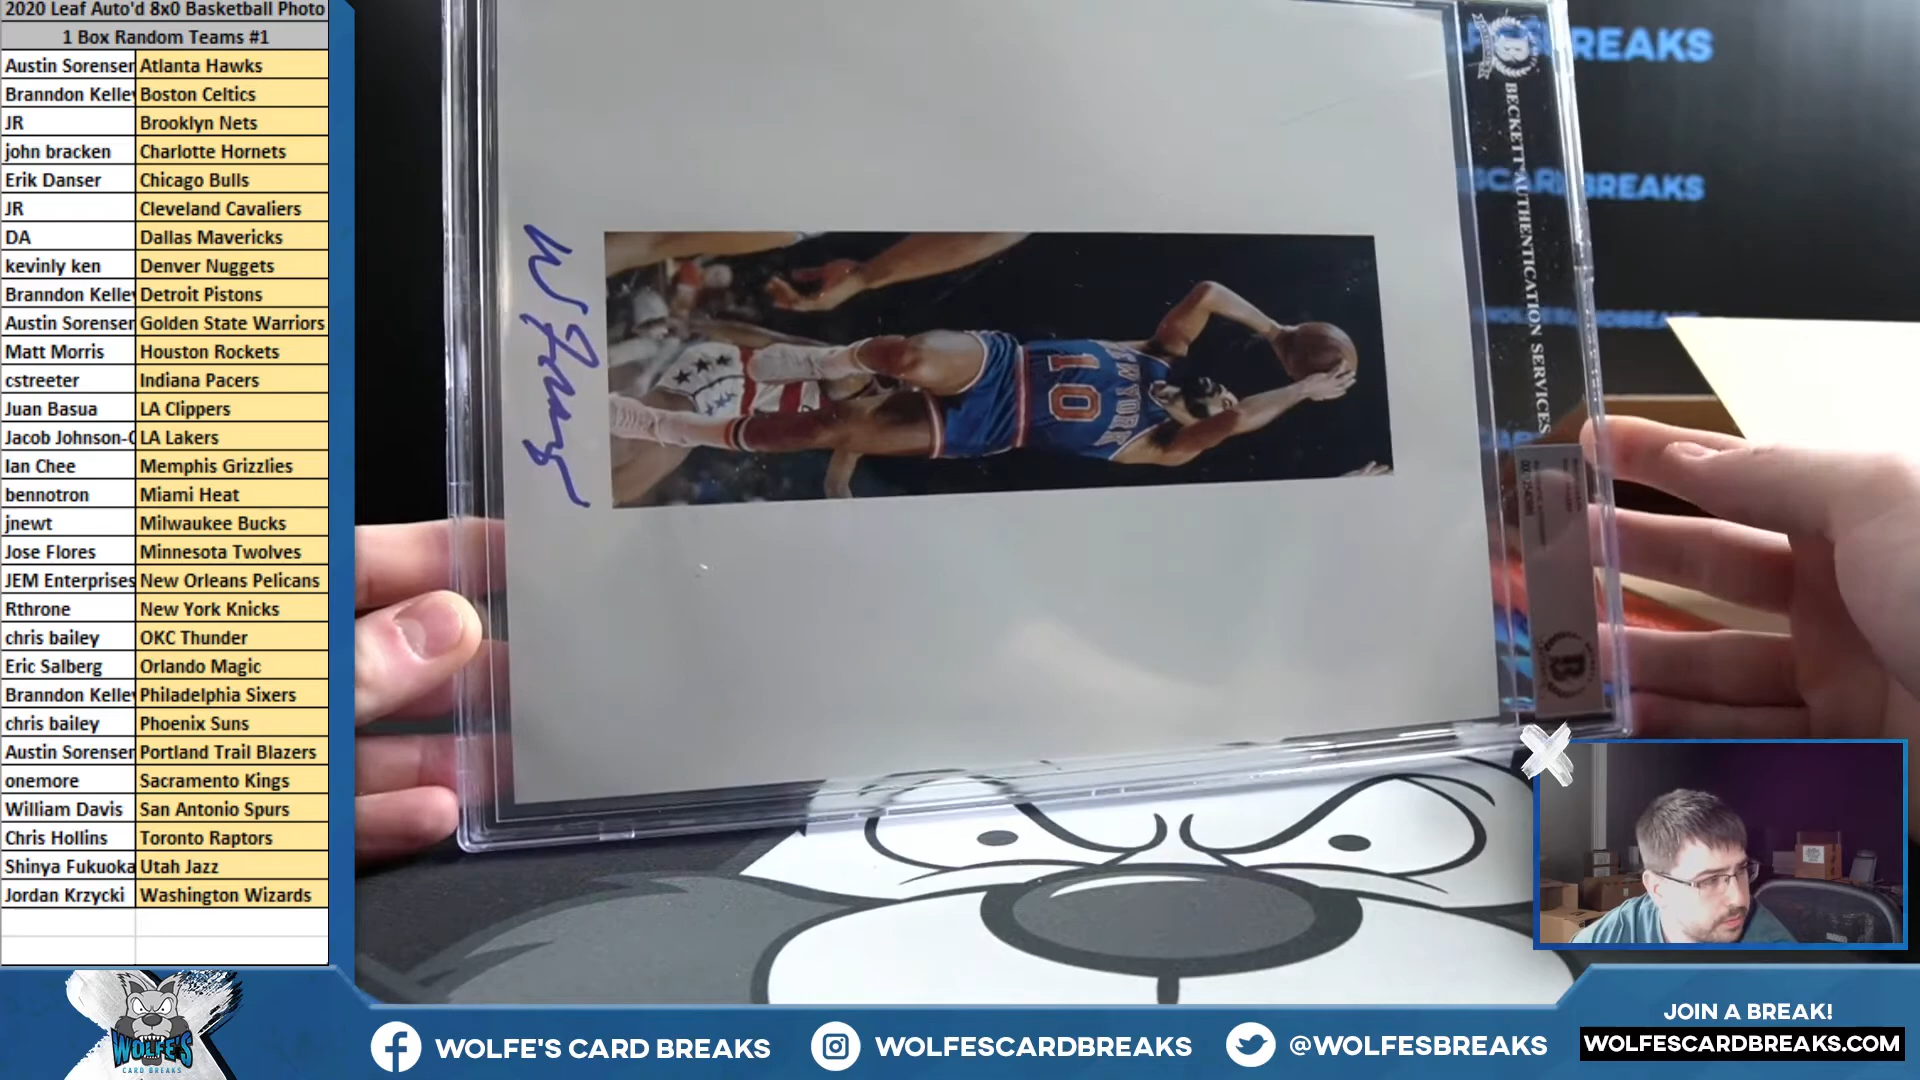 2020 Leaf Auto'd 8x0 Basketball Photo
1 Box Random Teams #1
Austin Sorensen Atlanta Hawks
Branndon Kelley Boston Celtics
JR Brooklyn Nets
john bracken Charlotte Hornets
Erik Danser Chicago Bulls
JR Cleveland Cavaliers
DA Dallas Mavericks
kevinly ken Denver Nuggets
Branndon Kelley Detroit Pistons
Austin Sorensen Golden State Warriors
Matt Morris Houston Rockets
cstreeter Indiana Pacers
Juan Basua LA Clippers
Jacob Johnson- LA Lakers
Ian Chee Memphis Grizzlies
bennotron Miami Heat
jnewt Milwaukee Bucks
Jose Flores Minnesota Twolves
JEM Enterprises New Orleans Pelicans
Rthrone New York Knicks
chris bailey OKC Thunder
Eric Salberg Orlando Magic
Branndon Kelley Philadelphia Sixers
chris bailey Phoenix Suns
Austin Sorensen Portland Trail Blazers
onemore Sacramento Kings
William Davis San Antonio Spurs
Chris Hollins Toronto Raptors
Shinya Fukuoka Utah Jazz
Jordan Krzycki Washington Wizards
BREAKS
BREAKS
BECKETT AUTHENTICATION SERVICES
B
B
10
WOLFE'S
CARD BREAKS
WOLFE'S CARD BREAKS
WOLFESCARDBREAKS
@WOLFESBREAKS
JOIN A BREAK!
WOLFESCARDBREAKS.COM